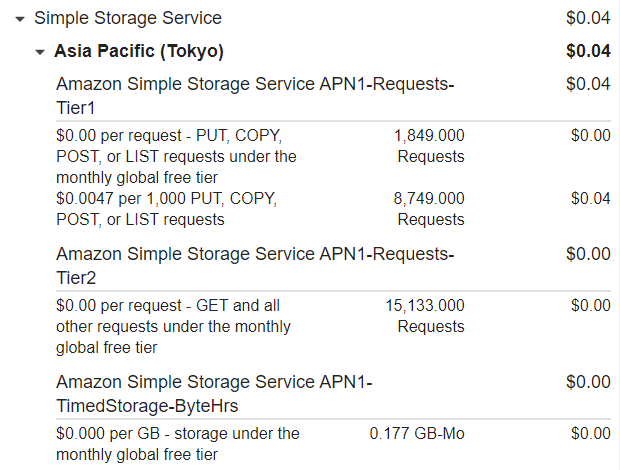 Simple Storage Service $0.04
Asia Pacific (Tokyo) $0.04
Amazon Simple Storage Service APN1-Requests- $0.04
Tier1
$0.00 per request - PUT, COPY, 1,849.000 $0.00
POST, or LIST requests under the Requests
monthly global free tier
$0.0047 per 1,000 PUT, COPY, 8,749.000 $0.04
POST, or LIST requests Requests
Amazon Simple Storage Service APN1-Requests- $0.00
Tier2
$0.00 per request - GET and all 15,133.000 $0.00
other requests under the monthly Requests
global free tier
Amazon Simple Storage Service APN1- $0.00
TimedStorage-ByteHrs
$0.000 per GB - storage under the 0.177 GB-Mo $0.00
monthly global free tier